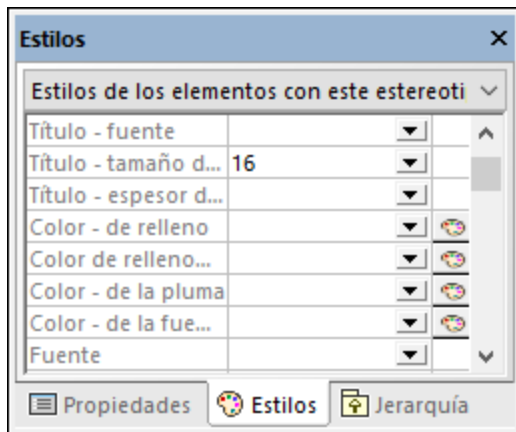 Estilos
Estilos de los elementos con este estereoti
Título - fuente
Título - tamaño d... 16
Título - espesor d...
Color - de relleno
Color de relleno...
Color - de la pluma
Color - de la fue...
Fuente
Propiedades Estilos Jerarquía